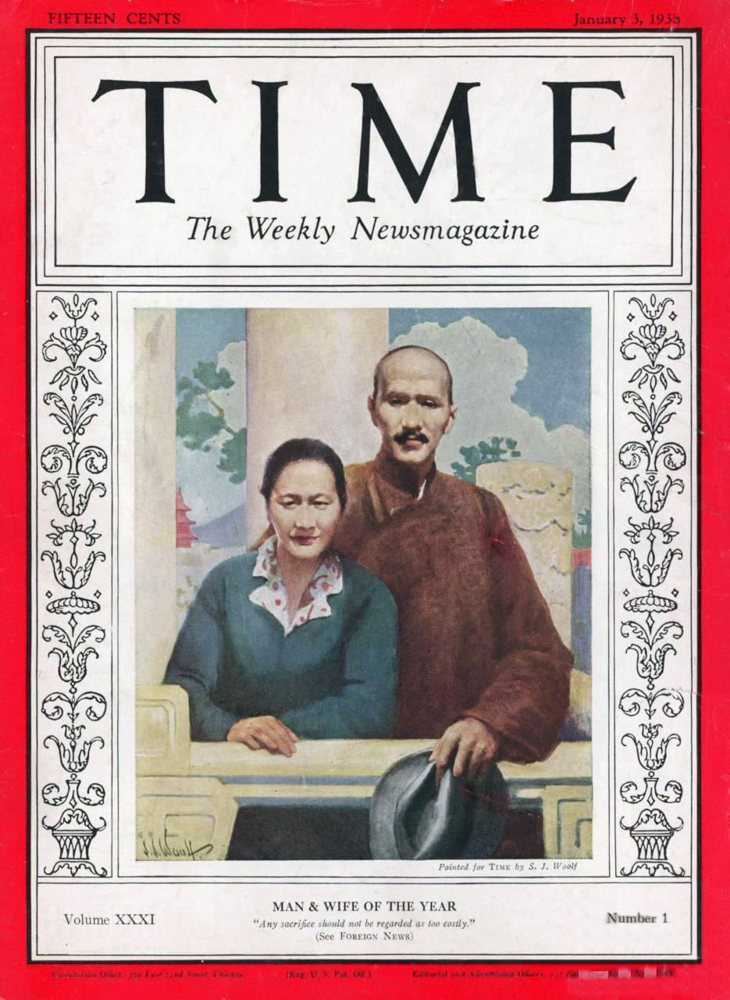 FIFTEEN CENTS
January 3, 1938
TIME
The Weekly Newsmagazine
S.J. Woolf
Painted for TIME by S. J. Woolf
MAN & WIFE OF THE YEAR
Volume XXXI
"Any sacrifice should not be regarded as too costly."
Number 1
(See FOREIGN NEWS)
Circulation Office, 350 East 22nd Street, Chicago.
(Reg. U. S. Pat. Off.)
Editorial and Advertising Offices, 135